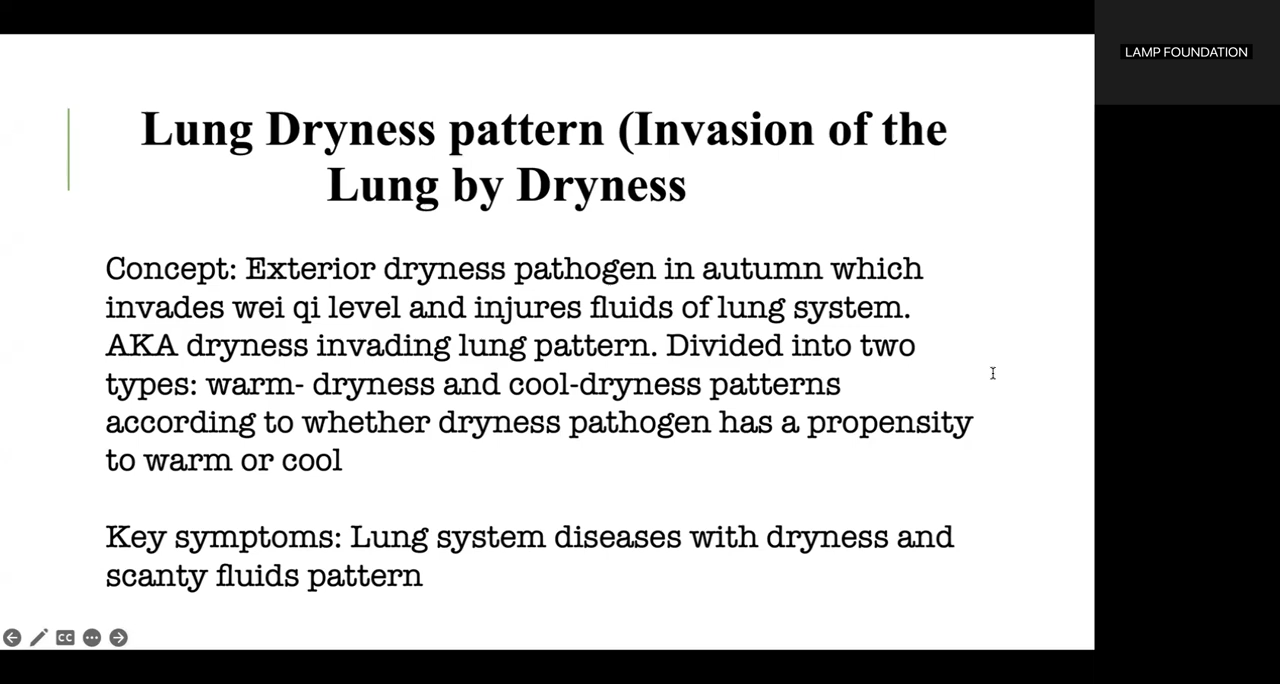 LAMP FOUNDATION
Lung Dryness pattern (Invasion of the
Lung by Dryness
Concept: Exterior dryness pathogen in autumn which
invades wei qi level and injures fluids of lung system.
AKA dryness invading lung pattern. Divided into two
types: warm- dryness and cool-dryness patterns
according to whether dryness pathogen has a propensity
to warm or cool
Key symptoms: Lung system diseases with dryness and
scanty fluids pattern
CC